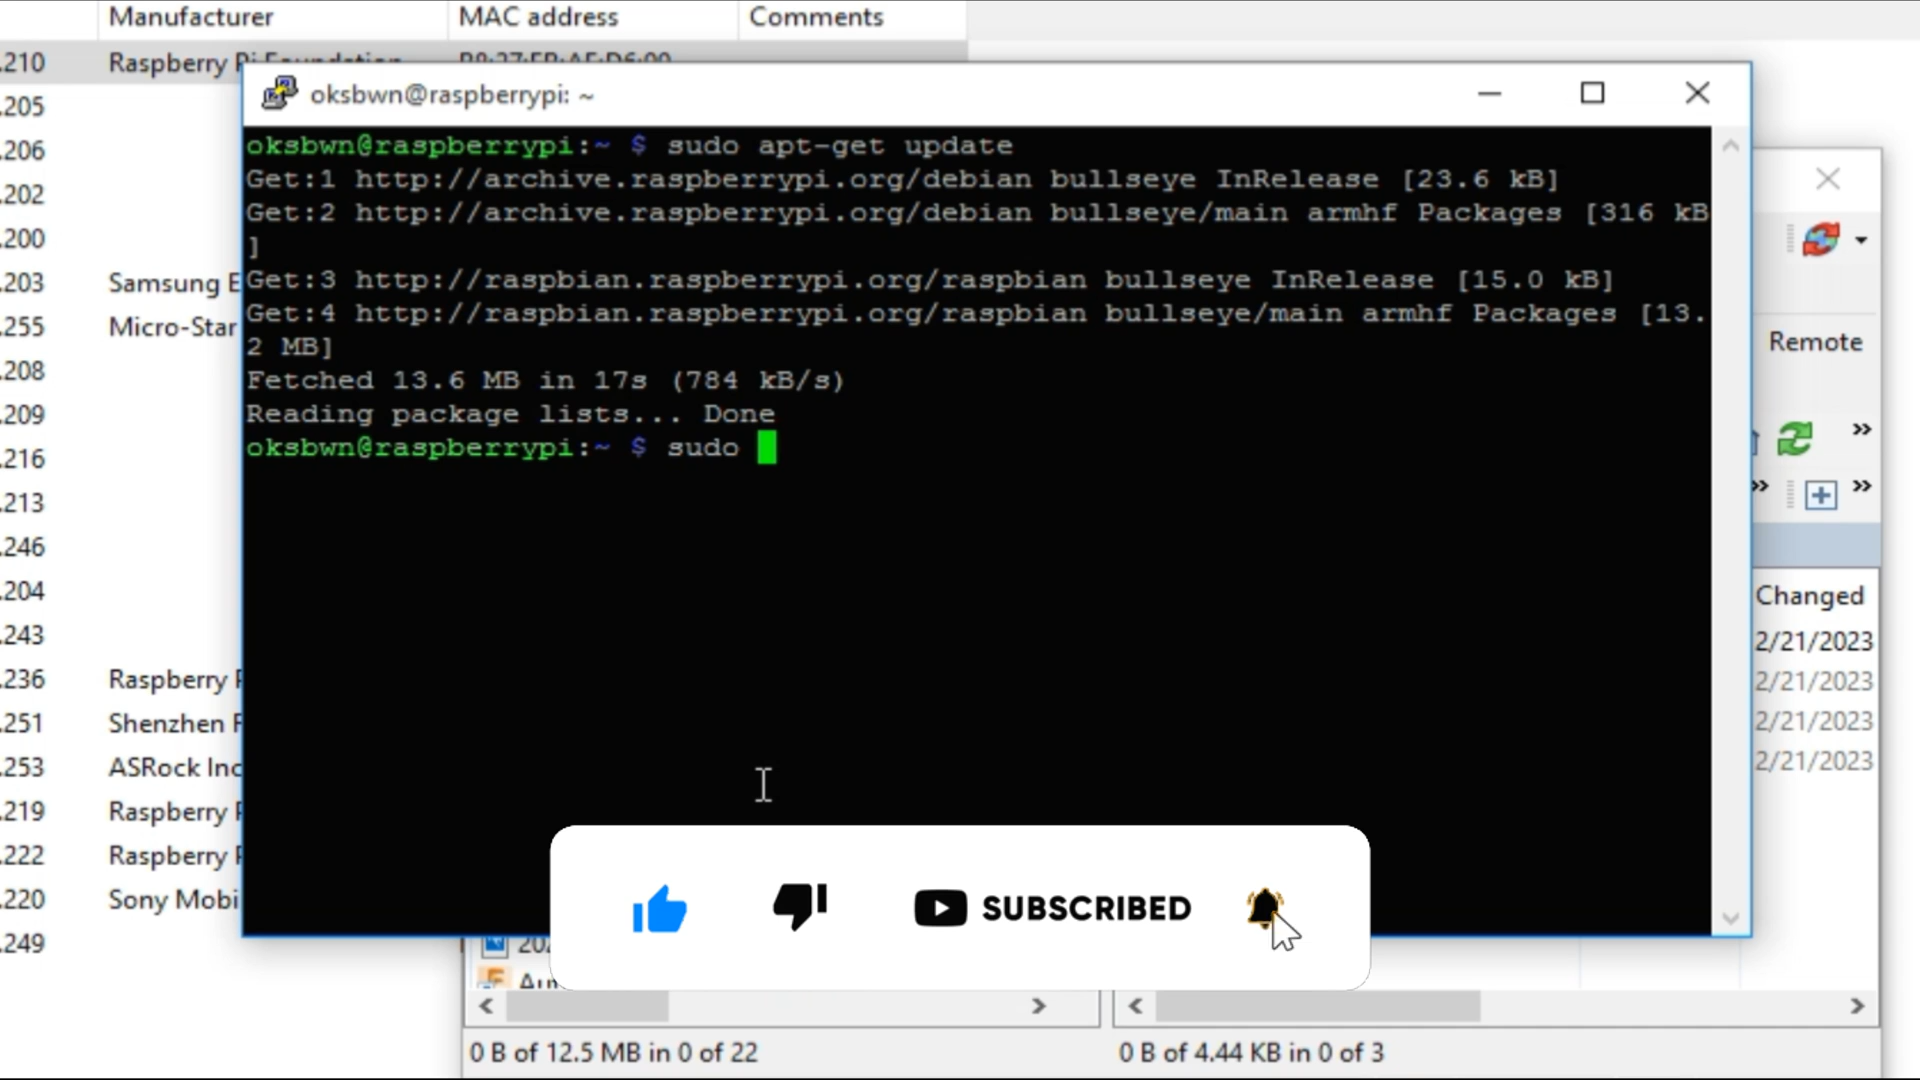 Manufacturer MAC address Comments
.210 Raspberry Pi Foundation B8:27:EB:AF:D6:00
.205
.206
.202
.200
.203 Samsung E
.255 Micro-Star
.208
.209
.216
.213
.246
.204
.243
.236 Raspberry P
.251 Shenzhen F
.253 ASRock Inc
.219 Raspberry P
.222 Raspberry P
.220 Sony Mobi
.249
oksbwn@raspberrypi: ~
oksbwn@raspberrypi:~ $ sudo apt-get update
Get:1 http://archive.raspberrypi.org/debian bullseye InRelease [23.6 kB]
Get:2 http://archive.raspberrypi.org/debian bullseye/main armhf Packages [316 kB
]
Get:3 http://raspbian.raspberrypi.org/raspbian bullseye InRelease [15.0 kB]
Get:4 http://raspbian.raspberrypi.org/raspbian bullseye/main armhf Packages [13.
2 MB]
Fetched 13.6 MB in 17s (784 kB/s)
Reading package lists... Done
oksbwn@raspberrypi:~ $ sudo
Remote
Changed
2/21/2023
2/21/2023
2/21/2023
2/21/2023
SUBSCRIBED
0 B of 12.5 MB in 0 of 22
0 B of 4.44 KB in 0 of 3